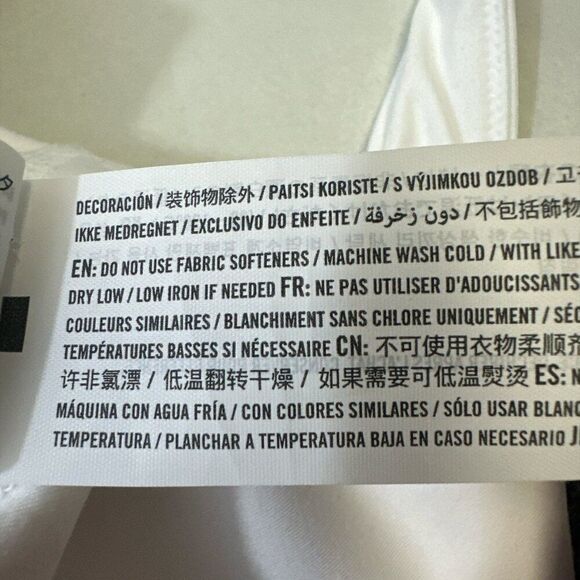 DECORACIÓN / 装饰物除外 / PAITSI KORISTE / S VÝJIMKOU OZDOB /
IKKE MEDREGNET / EXCLUSIVO DO ENFEITE / دون زخرفة / 不包括飾物
EN: DO NOT USE FABRIC SOFTENERS / MACHINE WASH COLD / WITH LIKE
DRY LOW / LOW IRON IF NEEDED FR: NE PAS UTILISER D'ADOUCISSANTS
COULEURS SIMILAIRES / BLANCHIMENT SANS CHLORE UNIQUEMENT / SÉC
TEMPÉRATURES BASSES SI NÉCESSAIRE CN: 不可使用衣物柔顺剂
许非氯漂 / 低温翻转干燥 / 如果需要可低温熨烫 ES: N
MÁQUINA CON AGUA FRÍA / CON COLORES SIMILARES / SÓLO USAR BLANC
TEMPERATURA / PLANCHAR A TEMPERATURA BAJA EN CASO NECESARIO